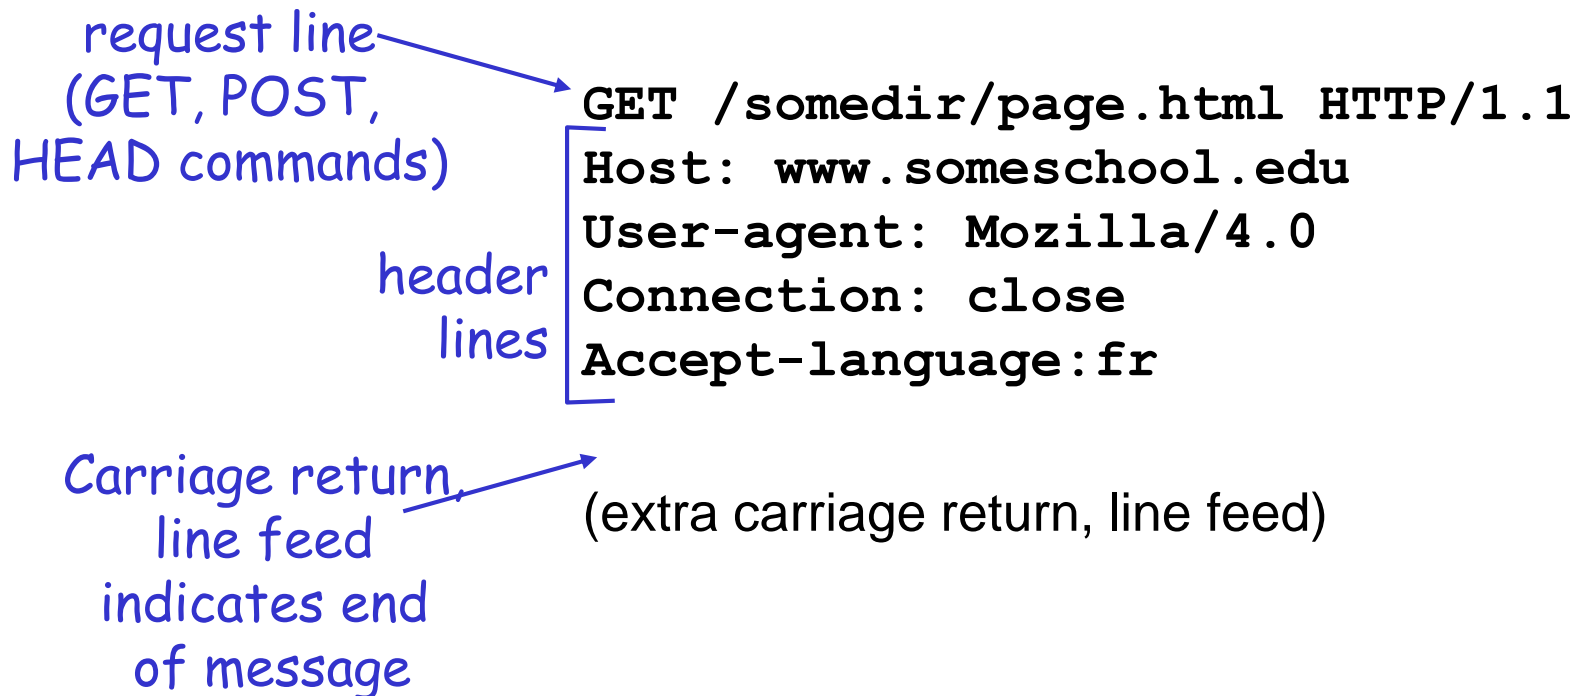 request line
(GET, POST,
HEAD commands)
GET /somedir/page.html HTTP/1.1
Host: www.someschool.edu
User-agent: Mozilla/4.0
Connection: close
Accept-language:fr
header
lines
Carriage return,
line feed
indicates end
of message
(extra carriage return, line feed)